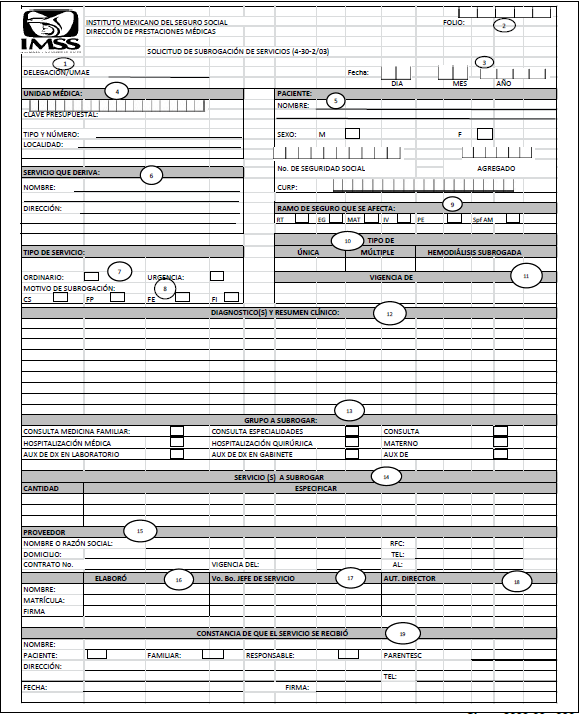 INSTITUTO MEXICANO DEL SEGURO SOCIAL
DIRECCIÓN DE PRESTACIONES MÉDICAS
IMSS
FOLIO:
2
SOLICITUD DE SUBROGACIÓN DE SERVICIOS (4-30-2/03)
1
3
DELEGACIÓN/UMAE
Fecha:
DIA MES AÑO
UNIDAD MÉDICA: 4
PACIENTE:
NOMBRE: 5
CLAVE PRESUPUESTAL:
TIPO Y NÚMERO:
SEXO: M F
LOCALIDAD:
No. DE SEGURIDAD SOCIAL AGREGADO
SERVICIO QUE DERIVA: 6
NOMBRE:
CURP:
DIRECCIÓN:
RAMO DE SEGURO QUE SE AFECTA: 9
RT EG MAT IV PE Spf AM
10 TIPO DE
TIPO DE SERVICIO:
ÚNICA MÚLTIPLE HEMODIÁLISIS SUBROGADA
ORDINARIO: 7 URGENCIA:
VIGENCIA DE 11
MOTIVO DE SUBROGACIÓN: 8
CS FP FE FI
DIAGNOSTICO(S) Y RESUMEN CLÍNICO: 12
13
GRUPO A SUBROGAR:
CONSULTA MEDICINA FAMILIAR: CONSULTA ESPECIALIDADES CONSULTA
HOSPITALIZACIÓN MÉDICA HOSPITALIZACIÓN QUIRÚRJICA MATERNO
AUX DE DX EN LABORATORIO AUX DE DX EN GABINETE AUX DE
SERVICIO (S) A SUBROGAR 14
CANTIDAD ESPECIFICAR
PROVEEDOR 15
NOMBRE O RAZÓN SOCIAL: RFC:
DOMICILIO: TEL:
CONTRATO No. VIGENCIA DEL: AL:
ELABORÓ 16 Vo. Bo. JEFE DE SERVICIO 17 AUT. DIRECTOR 18
NOMBRE:
MATRÍCULA:
FIRMA
CONSTANCIA DE QUE EL SERVICIO SE RECIBIÓ 19
NOMBRE:
PACIENTE: FAMILIAR: RESPONSABLE: PARENTESC
DIRECCIÓN:
TEL:
FECHA: FIRMA: